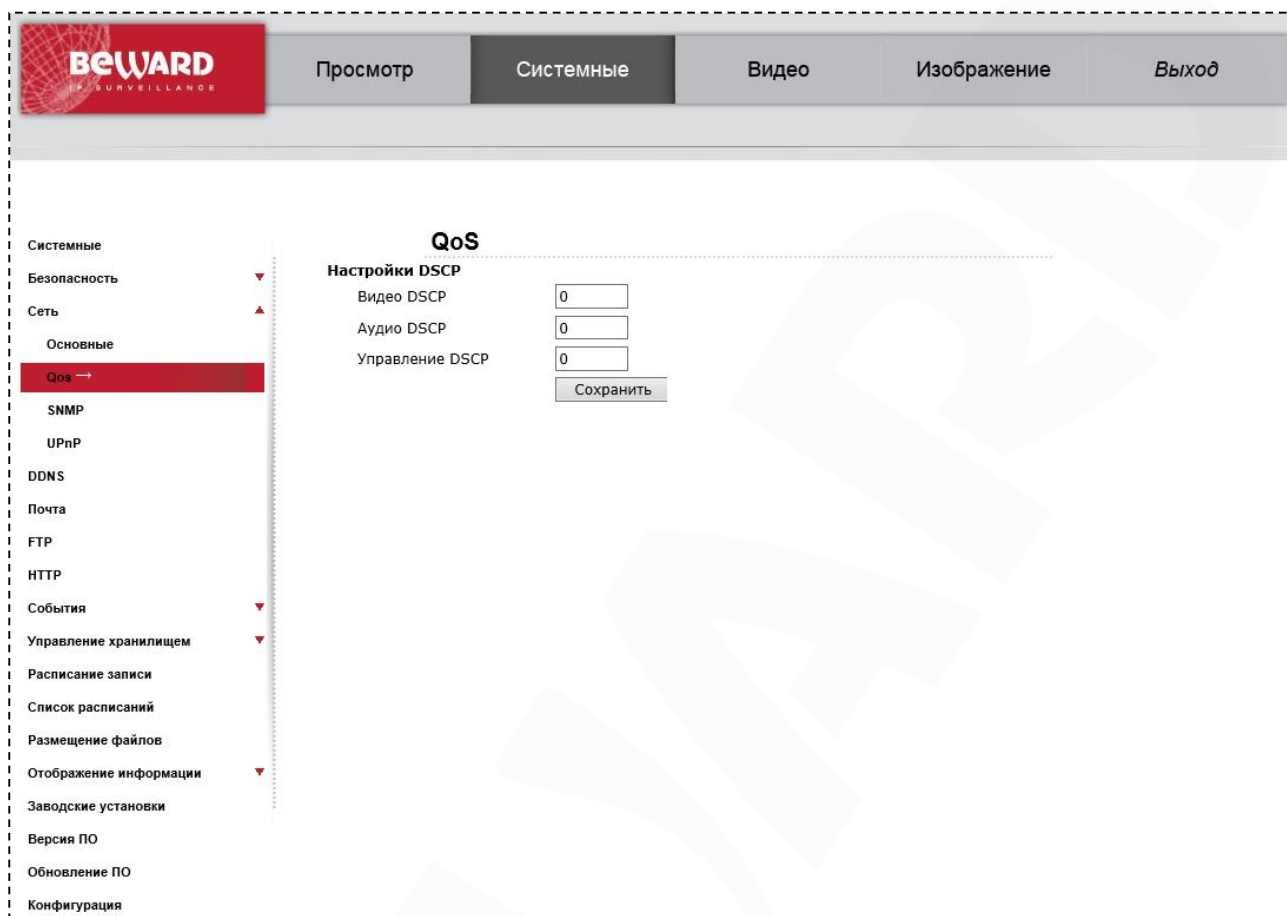 BEWARD
IP SURVEILLANCE
Просмотр
Системные
Видео
Изображение
Выход
Системные
Безопасность
Сеть
Основные
Qos →
SNMP
UPnP
DDNS
Почта
FTP
HTTP
События
Управление хранилищем
Расписание записи
Список расписаний
Размещение файлов
Отображение информации
Заводские установки
Версия ПО
Обновление ПО
Конфигурация
QoS
Настройки DSCP
Видео DSCP 0
Аудио DSCP 0
Управление DSCP 0
Сохранить